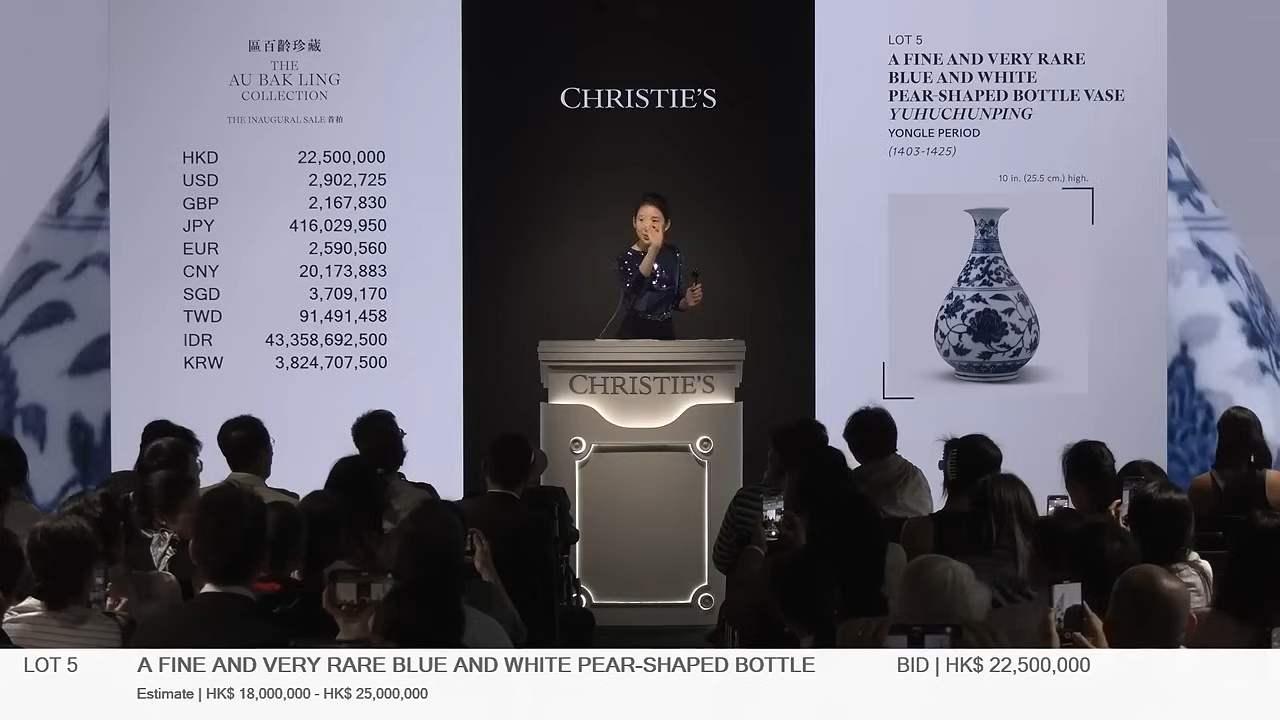 區百齡珍藏
THE
AU BAK LING
COLLECTION
THE INAUGURAL SALE 首拍
HKD 22,500,000
USD 2,902,725
GBP 2,167,830
JPY 416,029,950
EUR 2,590,560
CNY 20,173,883
SGD 3,709,170
TWD 91,491,458
IDR 43,358,692,500
KRW 3,824,707,500
CHRISTIE'S
CHRISTIE'S
LOT 5
A FINE AND VERY RARE
BLUE AND WHITE
PEAR-SHAPED BOTTLE VASE
YUHUCHUNPING
YONGLE PERIOD
(1403-1425)
10 in. (25.5 cm.) high.
LOT 5 A FINE AND VERY RARE BLUE AND WHITE PEAR-SHAPED BOTTLE BID | HK$ 22,500,000
Estimate | HK$ 18,000,000 - HK$ 25,000,000